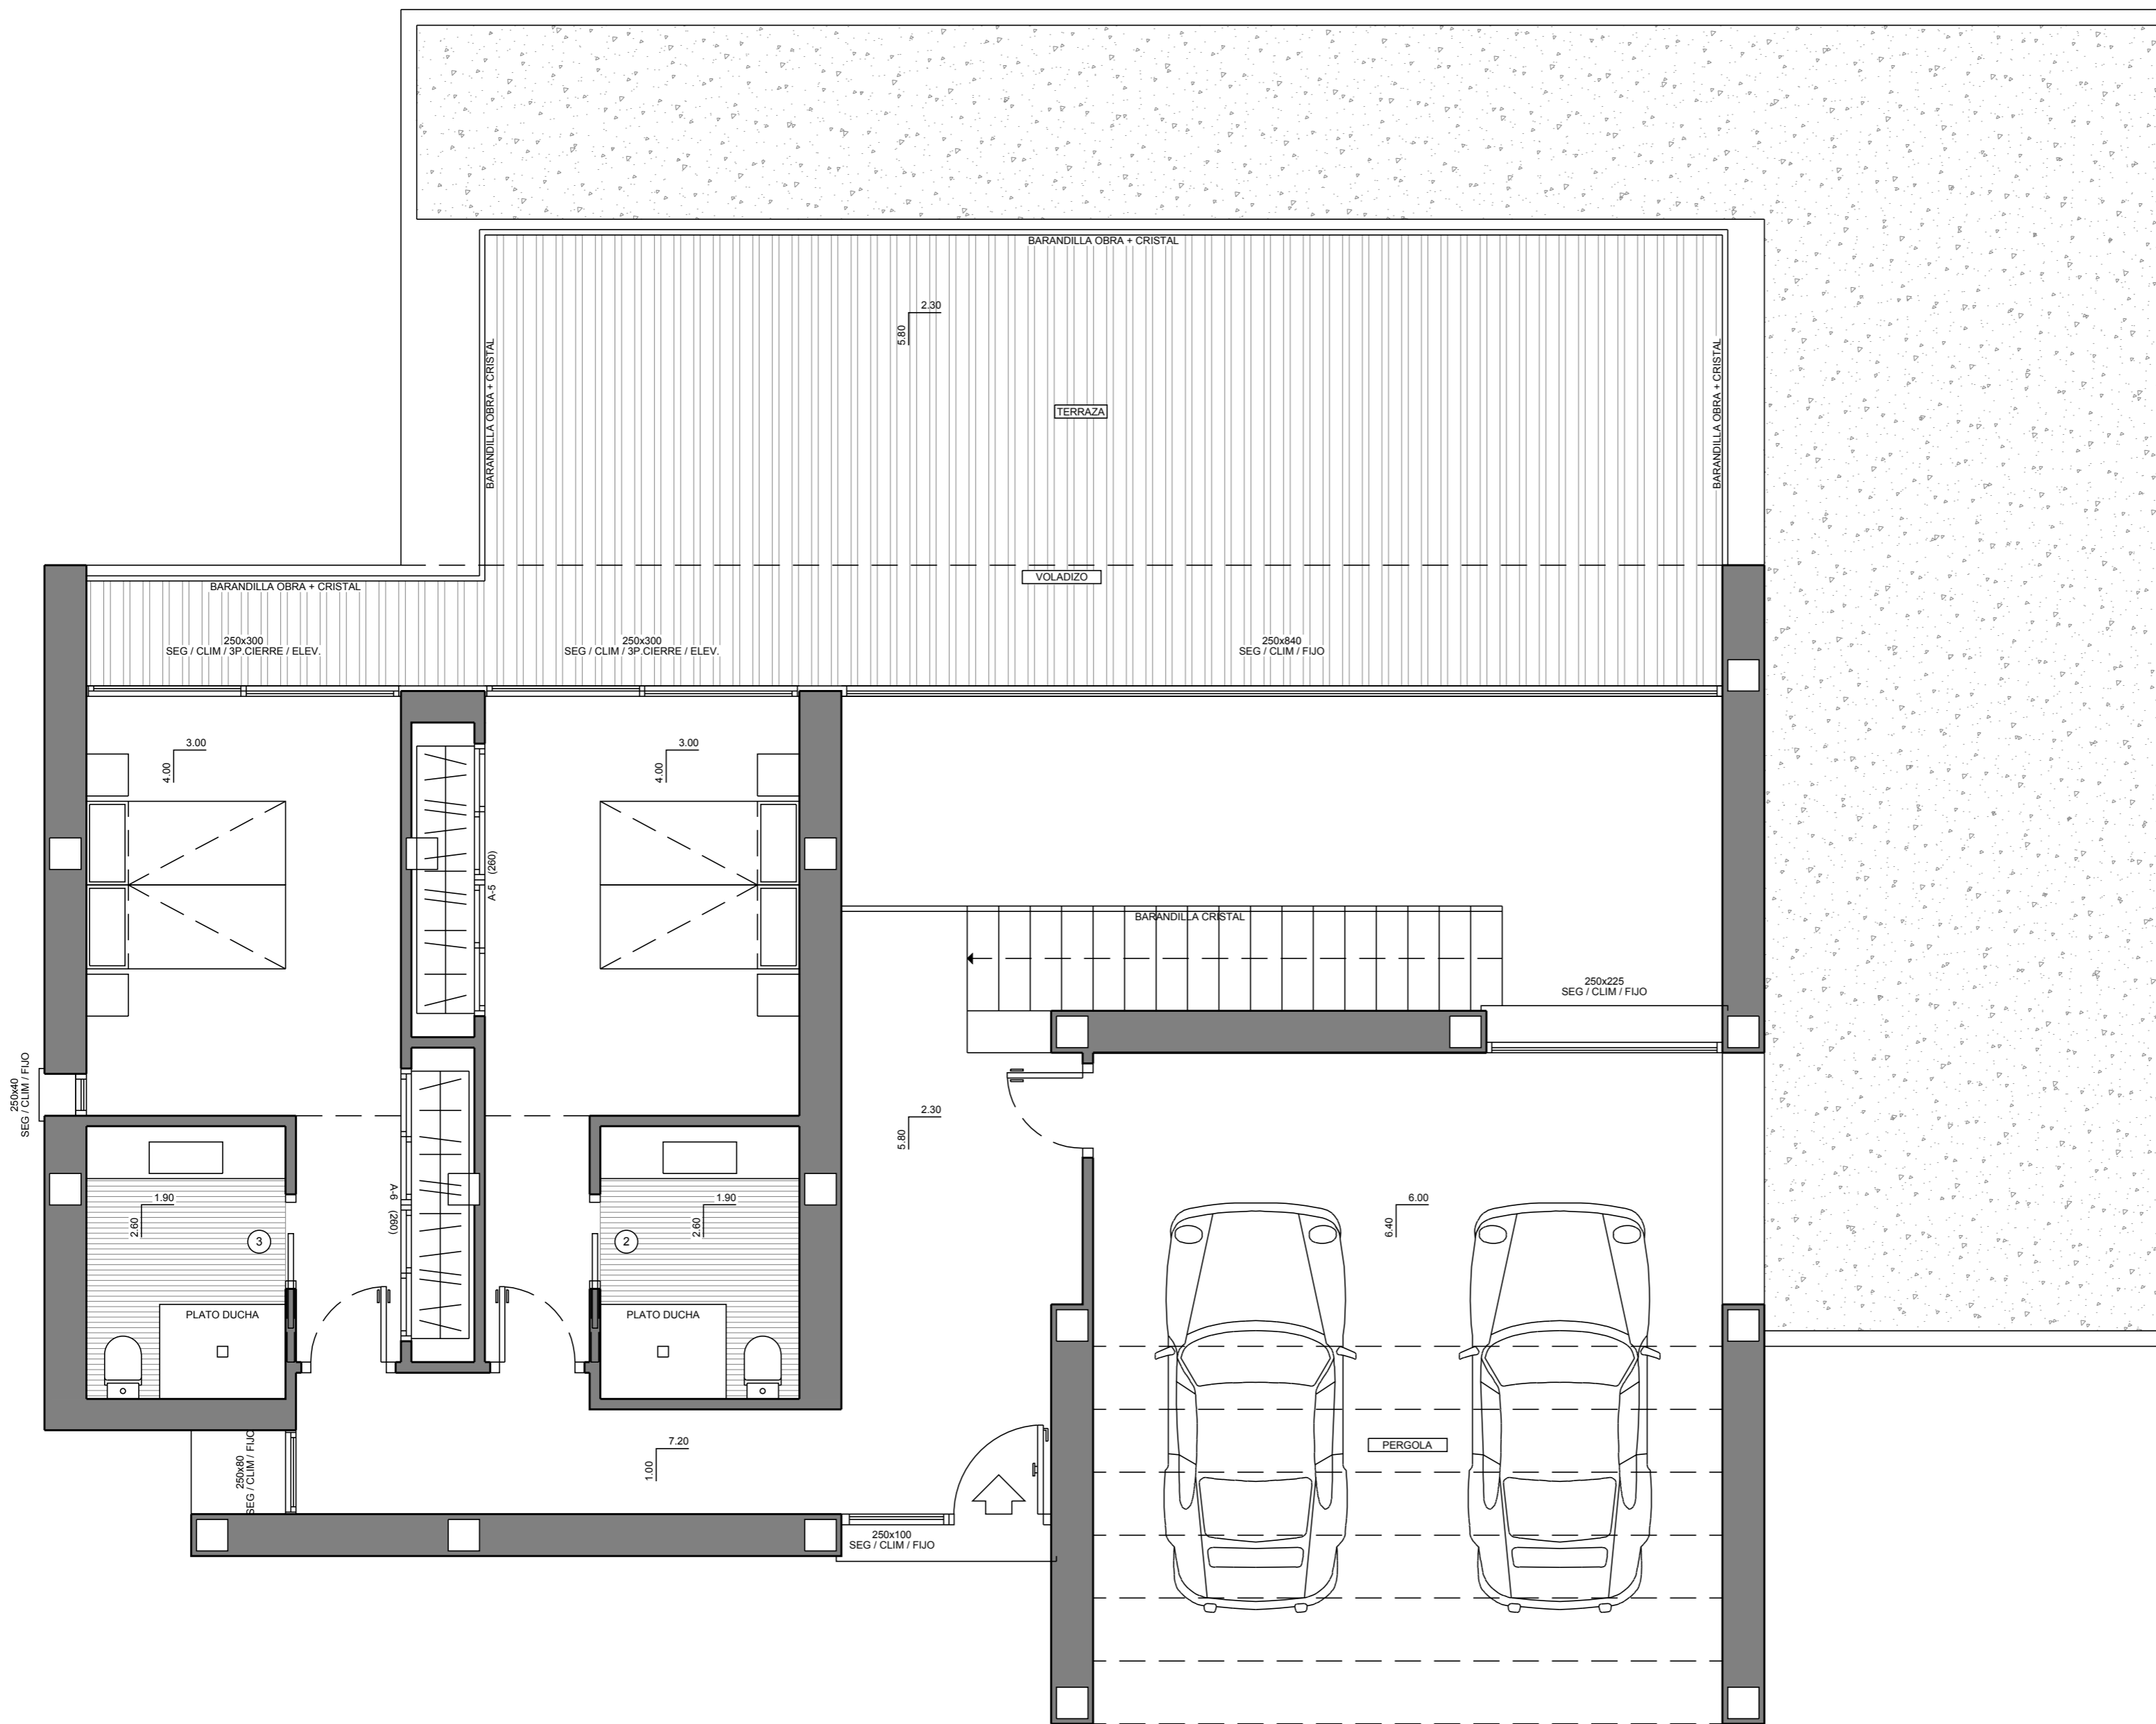 BARANDILLA OBRA + CRISTAL
2.30
5.80
BARANDILLA OBRA + CRISTAL
BARANDILLA OBRA + CRISTAL
TERRAZA
VOLADIZO
BARANDILLA OBRA + CRISTAL
250x300
SEG / CLIM / 3P.CIERRE / ELEV.
250x300
SEG / CLIM / 3P.CIERRE / ELEV.
250x840
SEG / CLIM / FIJO
3.00
4.00
3.00
4.00
A-5 (260)
BARANDILLA CRISTAL
250x225
SEG / CLIM / FIJO
250x40
SEG / CLIM / FIJO
2.30
5.80
1.90
2.60
3
A-6 (260)
1.90
2.60
2
6.00
6.40
PLATO DUCHA
PLATO DUCHA
250x80
SEG / CLIM / FIJO
7.20
1.00
PERGOLA
250x100
SEG / CLIM / FIJO